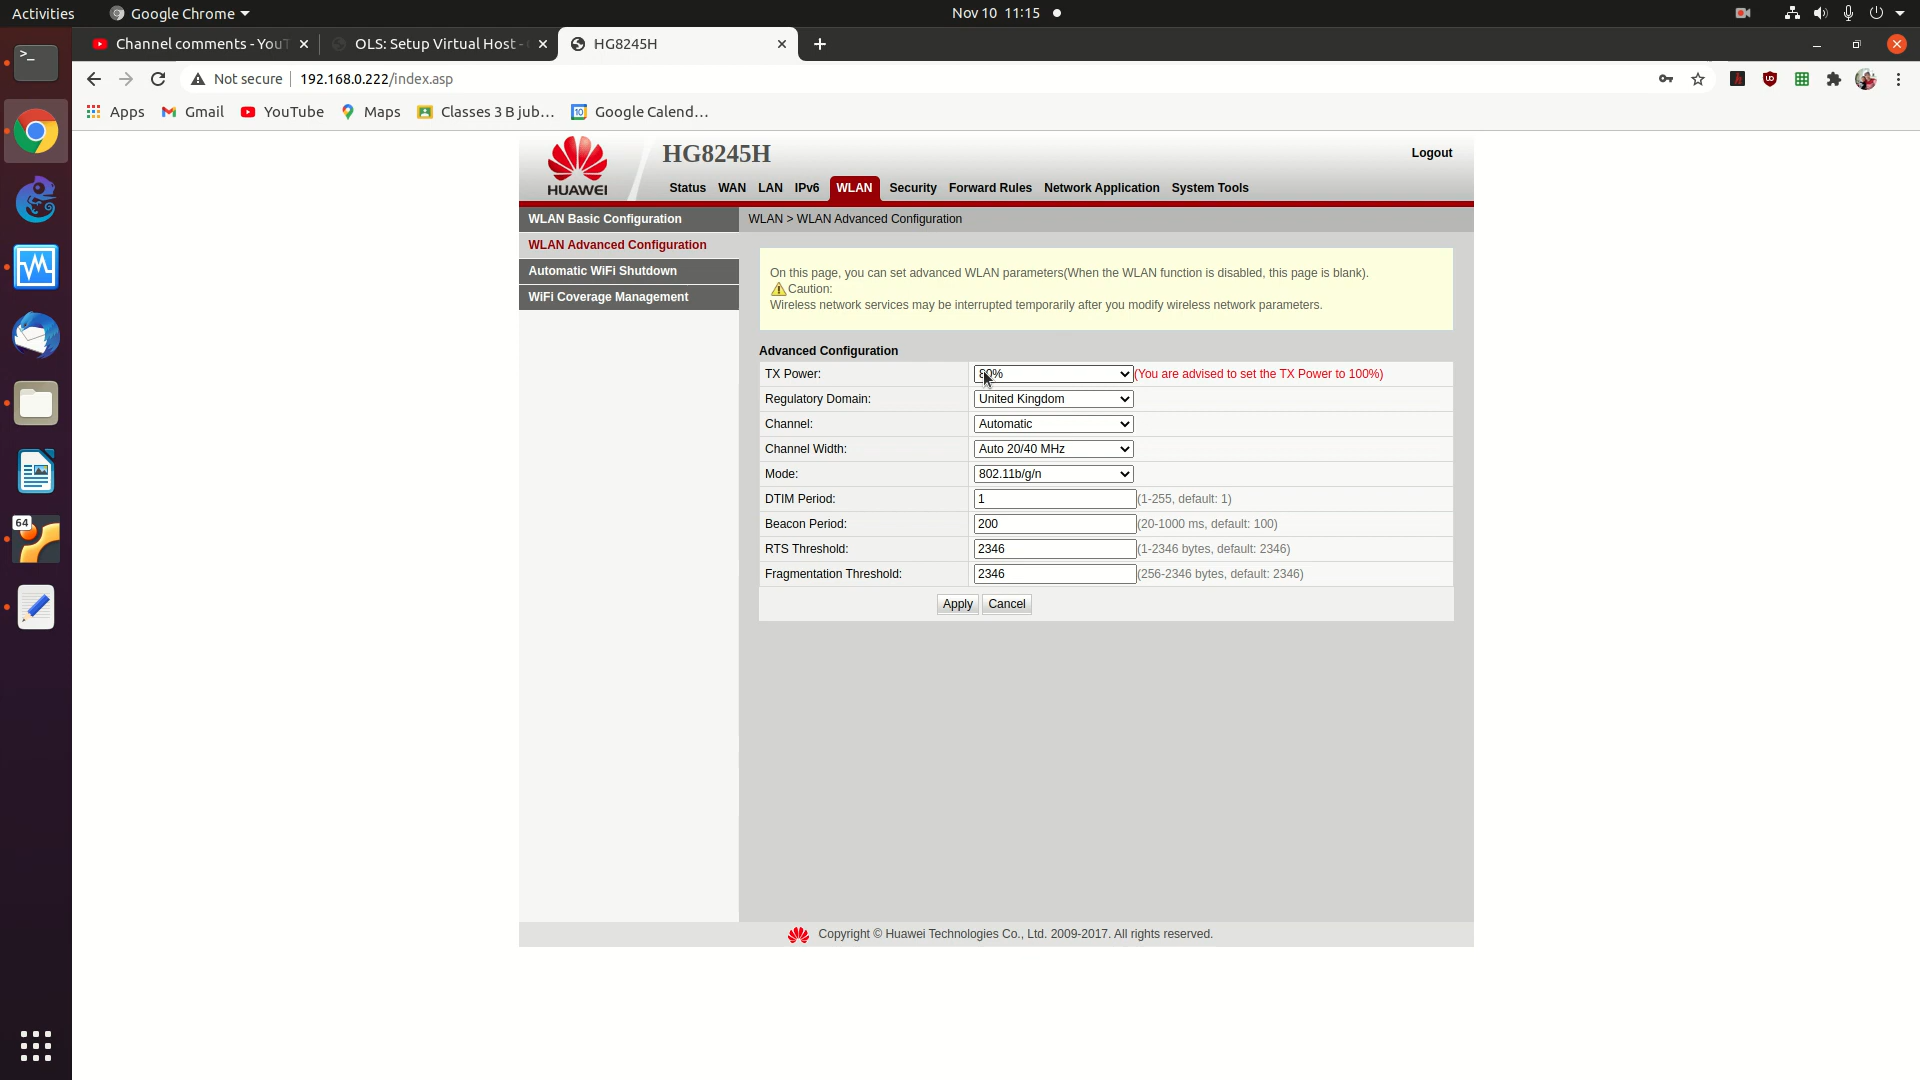 Activities Google Chrome Nov 10 11:15
Channel comments - YouT OLS: Setup Virtual Host - HG8245H
Not secure 192.168.0.222/index.asp
Apps Gmail YouTube Maps Classes 3 B jub... 10 Google Calend...
HUAWEI
HG8245H
Logout
Status WAN LAN IPv6 WLAN Security Forward Rules Network Application System Tools
WLAN Basic Configuration
WLAN Advanced Configuration
Automatic WiFi Shutdown
WiFi Coverage Management
WLAN > WLAN Advanced Configuration
On this page, you can set advanced WLAN parameters(When the WLAN function is disabled, this page is blank).
Caution:
Wireless network services may be interrupted temporarily after you modify wireless network parameters.
Advanced Configuration
TX Power: 80% (You are advised to set the TX Power to 100%)
Regulatory Domain: United Kingdom
Channel: Automatic
Channel Width: Auto 20/40 MHz
Mode: 802.11b/g/n
DTIM Period: 1 (1-255, default: 1)
Beacon Period: 200 (20-1000 ms, default: 100)
RTS Threshold: 2346 (1-2346 bytes, default: 2346)
Fragmentation Threshold: 2346 (256-2346 bytes, default: 2346)
Apply Cancel
64
Copyright © Huawei Technologies Co., Ltd. 2009-2017. All rights reserved.